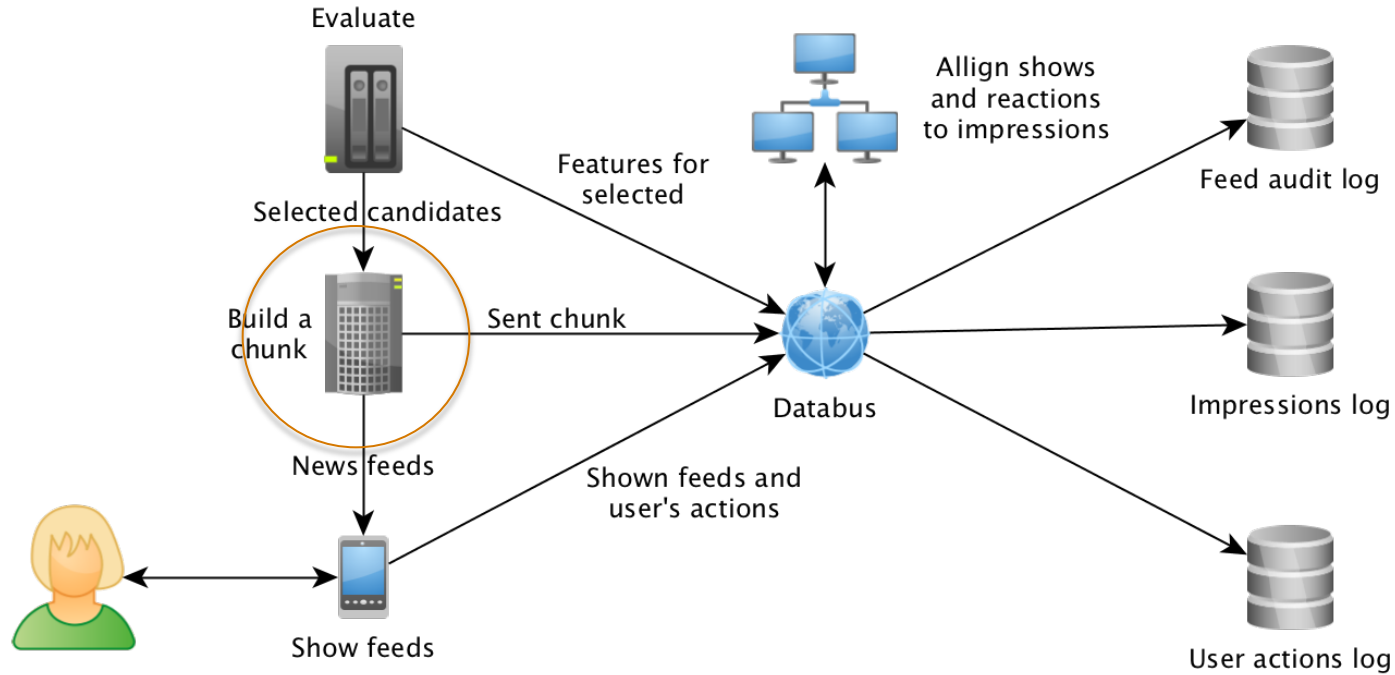 Evaluate
Allign shows
and reactions
to impressions
Features for
selected
Feed audit log
Selected candidates
Build a
chunk
Sent chunk
Databus
Impressions log
News feeds
Shown feeds and
user's actions
Show feeds
User actions log